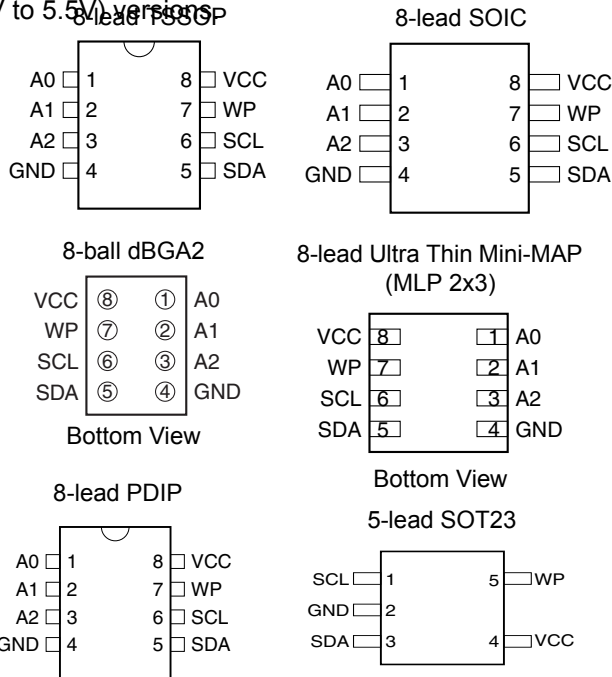 V to 5.5V) versions.
8-lead TSSOP
A0 1 8 VCC
A1 2 7 WP
A2 3 6 SCL
GND 4 5 SDA
8-lead SOIC
A0 1 8 VCC
A1 2 7 WP
A2 3 6 SCL
GND 4 5 SDA
8-ball dBGA2
VCC 8 1 A0
WP 7 2 A1
SCL 6 3 A2
SDA 5 4 GND
Bottom View
8-lead Ultra Thin Mini-MAP
(MLP 2x3)
VCC 8 1 A0
WP 7 2 A1
SCL 6 3 A2
SDA 5 4 GND
Bottom View
8-lead PDIP
A0 1 8 VCC
A1 2 7 WP
A2 3 6 SCL
GND 4 5 SDA
5-lead SOT23
SCL 1 5 WP
GND 2
SDA 3 4 VCC